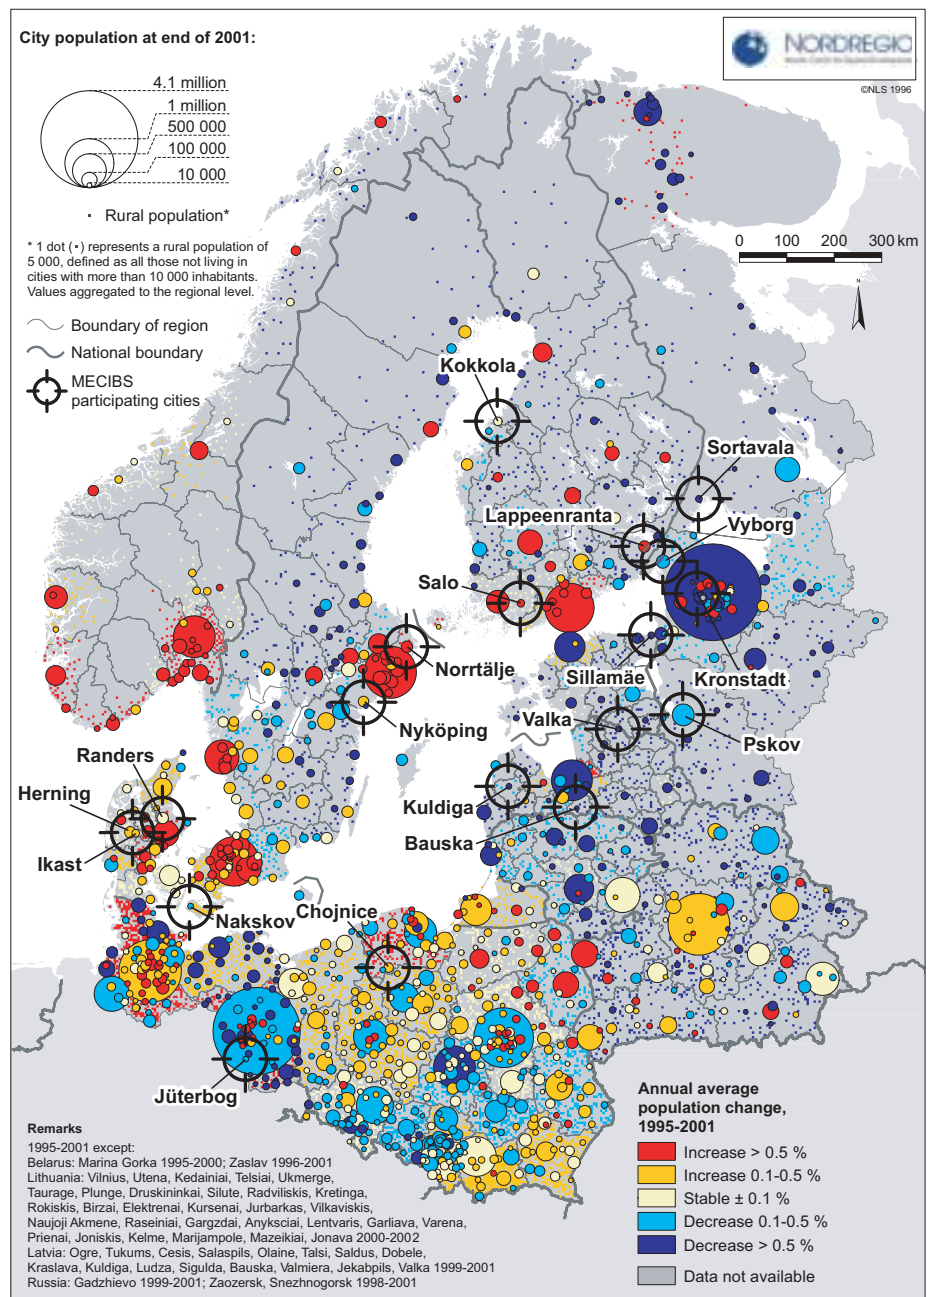 City population at end of 2001:
4.1 million
1 million
500 000
100 000
10 000
Rural population*
* 1 dot (▪) represents a rural population of
5 000, defined as all those not living in
cities with more than 10 000 inhabitants.
Values aggregated to the regional level.
Boundary of region
National boundary
MECIBS
participating cities
NORDREGIO
©NLS 1996
0 100 200 300 km
N
Kokkola
Sortavala
Lappeenranta
Vyborg
Salo
Norrtälje
Sillamäe
Kronstadt
Nyköping
Valka
Pskov
Randers
Herning
Kuldiga
Ikast
Bauska
Nakskov
Chojnice
Jüterbog
Annual average
population change,
1995-2001
Increase > 0.5 %
Increase 0.1-0.5 %
Stable ± 0.1 %
Decrease 0.1-0.5 %
Decrease > 0.5 %
Data not available
Remarks
1995-2001 except:
Belarus: Marina Gorka 1995-2000; Zaslav 1996-2001
Lithuania: Vilnius, Utena, Kedainiai, Telsiai, Ukmerge,
Taurage, Plunge, Druskininkai, Silute, Radviliskis, Kretinga,
Rokiskis, Birzai, Elektrenai, Kursenai, Jurbarkas, Vilkaviskis,
Naujoji Akmene, Raseiniai, Gargzdai, Anyksciai, Lentvaris, Garliava, Varena,
Prienai, Joniskis, Kelme, Marijampole, Mazeikiai, Jonava 2000-2002
Latvia: Ogre, Tukums, Cesis, Salaspils, Olaine, Talsi, Saldus, Dobele,
Kraslava, Kuldiga, Ludza, Sigulda, Bauska, Valmiera, Jekabpils, Valka 1999-2001
Russia: Gadzhievo 1999-2001; Zaozersk, Snezhnogorsk 1998-2001